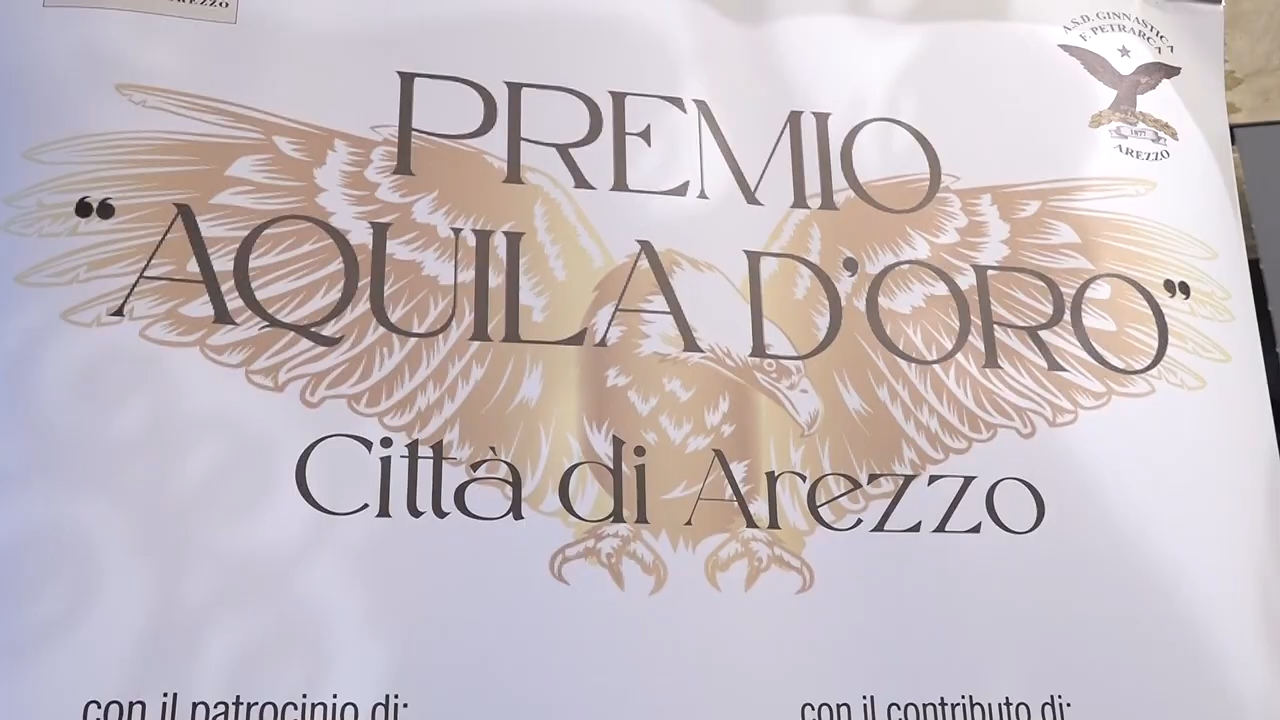 A.S.D. GINNASTICA
F. PETRARCA
1877
AREZZO
PREMIO
“AQUILA D’ORO”
Città di Arezzo
con il patrocinio di:
con il contributo di: